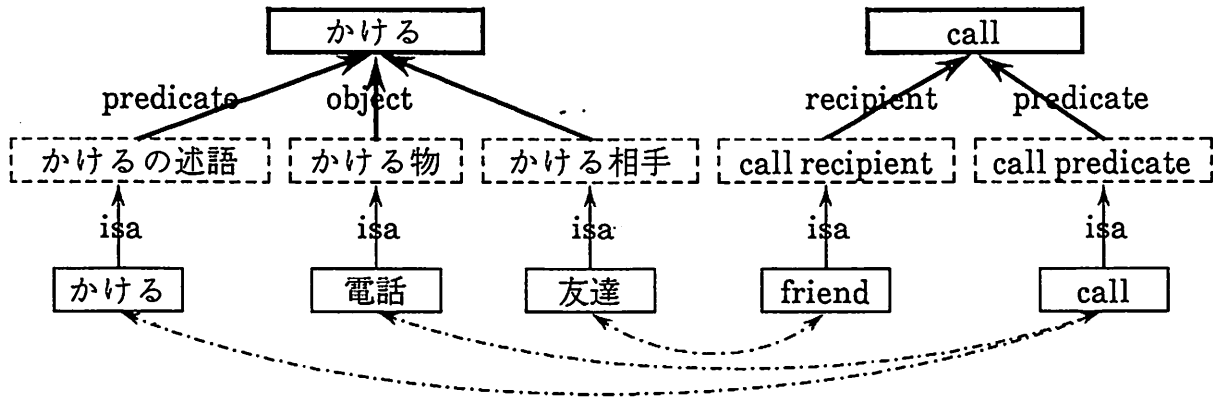 かける call
predicate object recipient predicate
かけるの述語 かける物 かける相手 call recipient call predicate
isa isa isa isa isa
かける 電話 友達 friend call